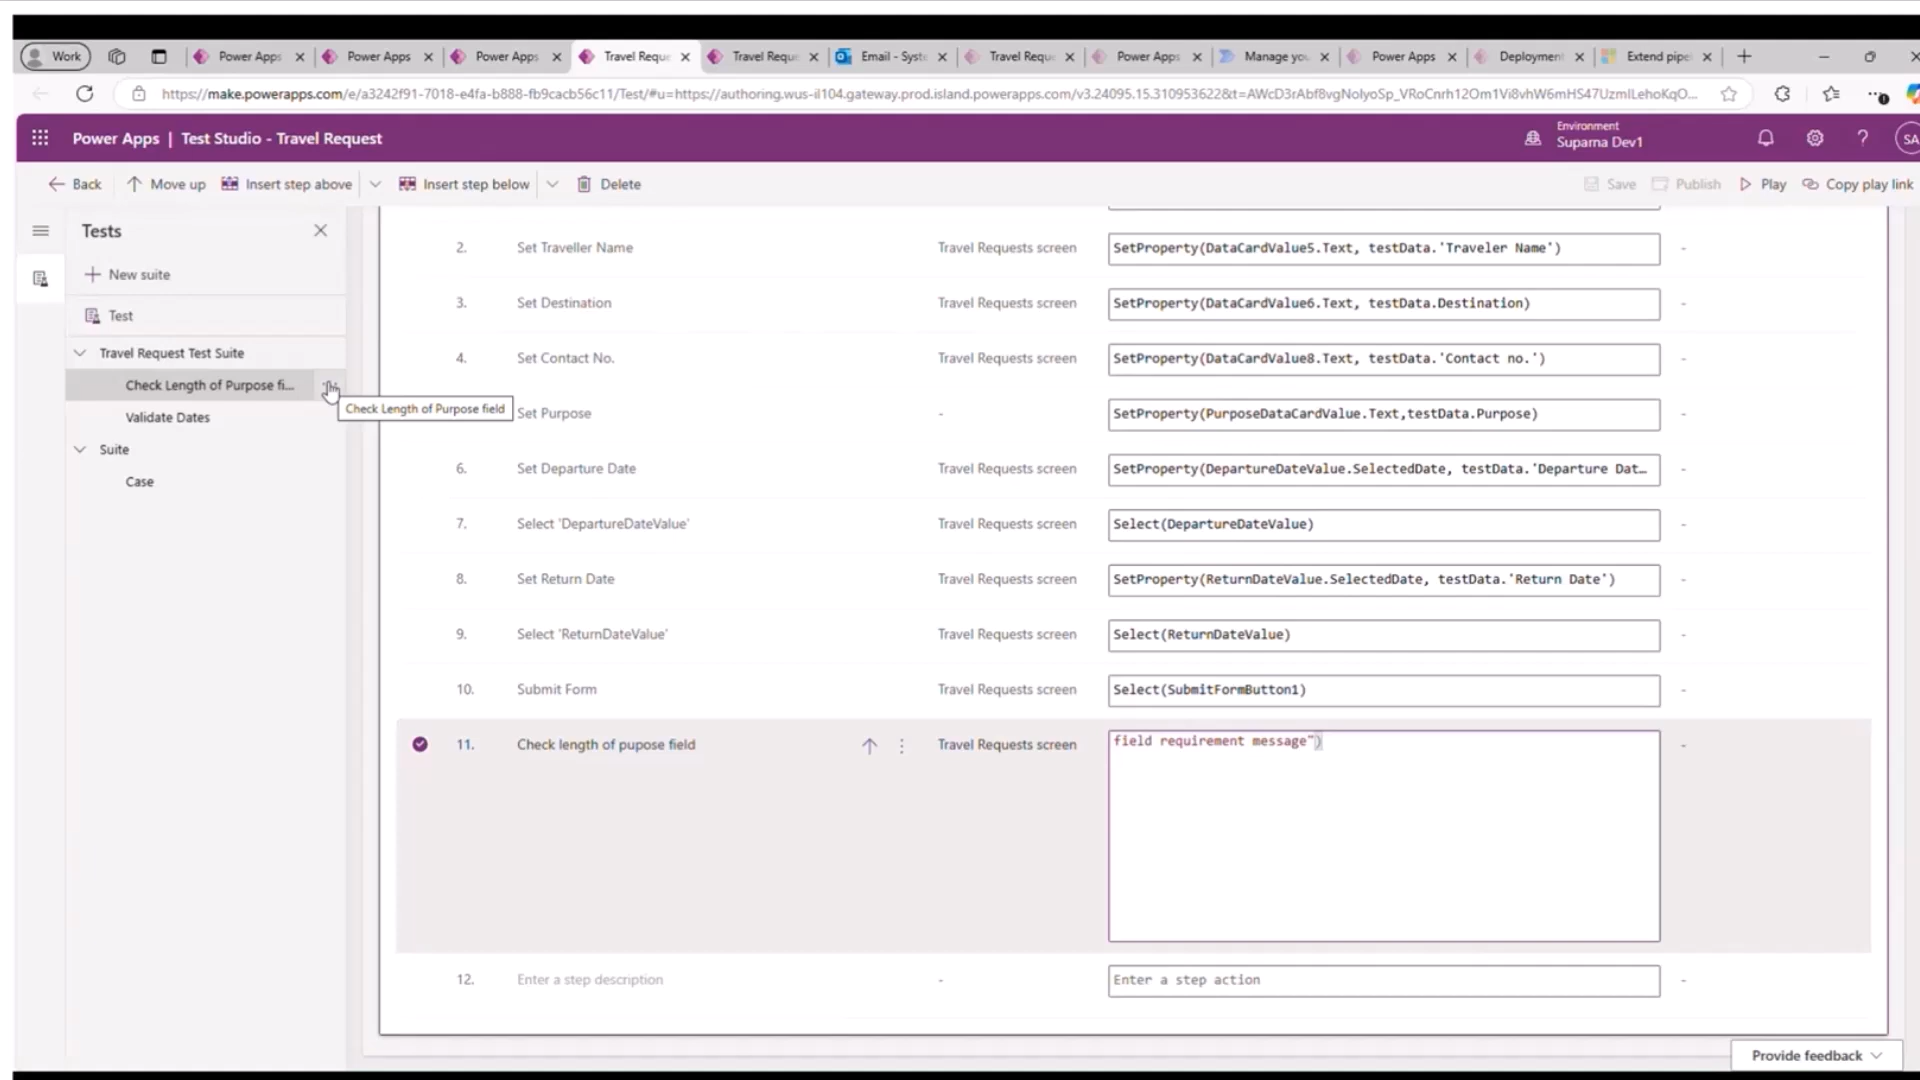 Work
Power Apps
Power Apps
Power Apps
Travel Reque
Travel Reque
Email - Syste
Travel Reque
Power Apps
Manage you
Power Apps
Deployment
Extend pipe
https://make.powerapps.com/e/a3242f91-7018-e4fa-b888-fb9cacb56c11/Test/#u=https://authoring.wus-il104.gateway.prod.island.powerapps.com/v3.24095.15.310953622&t=AWcD3rAbf8vgNolyoSp_VRoCnrh12Om1Vi8vhW6mHS47UzmILehoKqO...
Power Apps | Test Studio - Travel Request
Environment
Suparna Dev1
SA
Back
Move up
Insert step above
Insert step below
Delete
Save
Publish
Play
Copy play link
Tests
New suite
Test
Travel Request Test Suite
Check Length of Purpose fi...
Check Length of Purpose field
Validate Dates
Suite
Case
2. Set Traveller Name Travel Requests screen SetProperty(DataCardValue5.Text, testData.'Traveler Name') -
3. Set Destination Travel Requests screen SetProperty(DataCardValue6.Text, testData.Destination) -
4. Set Contact No. Travel Requests screen SetProperty(DataCardValue8.Text, testData.'Contact no.') -
Set Purpose - SetProperty(PurposeDataCardValue.Text,testData.Purpose) -
6. Set Departure Date Travel Requests screen SetProperty(DepartureDateValue.SelectedDate, testData.'Departure Dat... -
7. Select 'DepartureDateValue' Travel Requests screen Select(DepartureDateValue) -
8. Set Return Date Travel Requests screen SetProperty(ReturnDateValue.SelectedDate, testData.'Return Date') -
9. Select 'ReturnDateValue' Travel Requests screen Select(ReturnDateValue) -
10. Submit Form Travel Requests screen Select(SubmitFormButton1) -
11. Check length of pupose field Travel Requests screen field requirement message") -
12. Enter a step description - Enter a step action -
Provide feedback